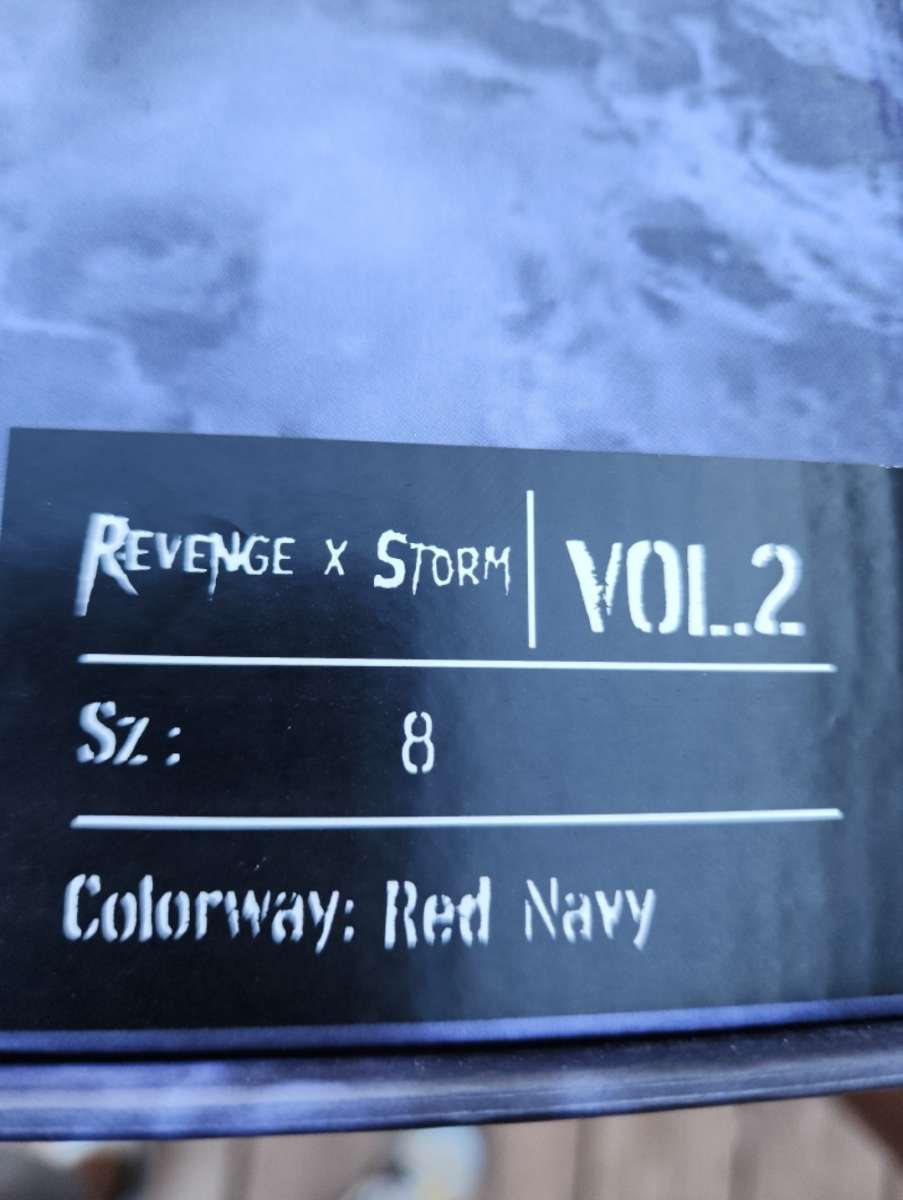 REVENGE X STORM VOL.2
Sz: 8
Colorway: Red Navy